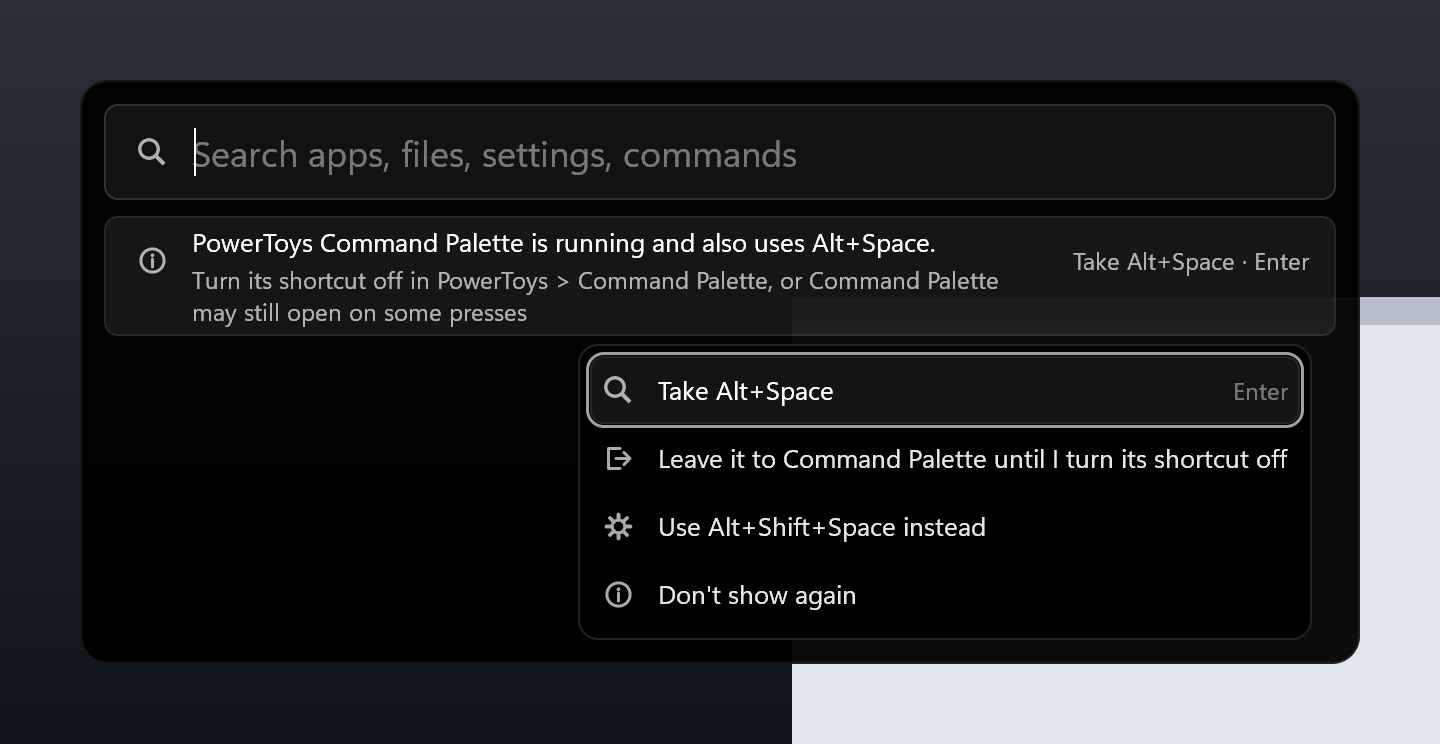 Search apps, files, settings, commands
PowerToys Command Palette is running and also uses Alt+Space.
Turn its shortcut off in PowerToys > Command Palette, or Command Palette
may still open on some presses
Take Alt+Space · Enter
Take Alt+Space Enter
Leave it to Command Palette until I turn its shortcut off
Use Alt+Shift+Space instead
Don't show again